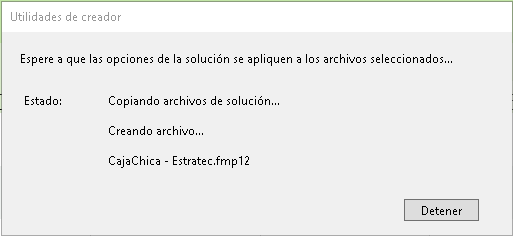 Utilidades de creador
Espere a que las opciones de la solución se apliquen a los archivos seleccionados...
Estado: Copiando archivos de solución...
Creando archivo...
CajaChica - Estratec.fmp12
Detener